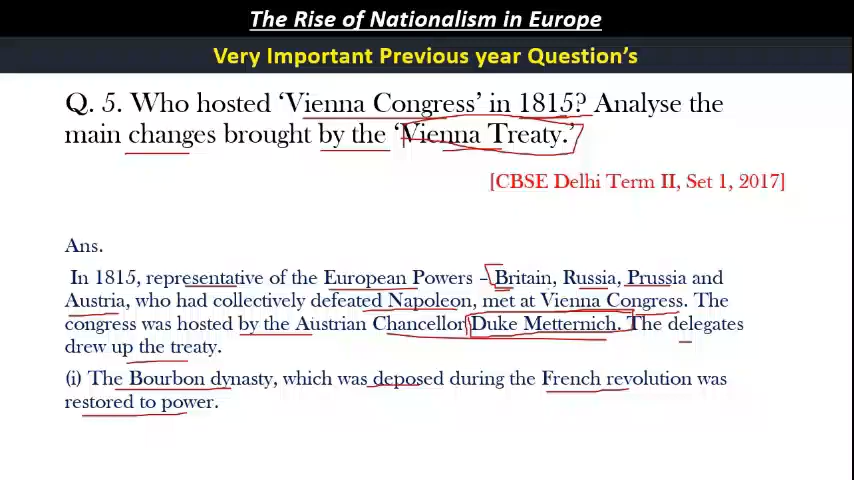 The Rise of Nationalism in Europe
Very Important Previous year Question's
Q. 5. Who hosted 'Vienna Congress' in 1815? Analyse the
main changes brought by the 'Vienna Treaty.'
[CBSE Delhi Term II, Set 1, 2017]
Ans.
In 1815, representative of the European Powers – Britain, Russia, Prussia and
Austria, who had collectively defeated Napoleon, met at Vienna Congress. The
congress was hosted by the Austrian Chancellor Duke Metternich. The delegates
drew up the treaty.
(i) The Bourbon dynasty, which was deposed during the French revolution was
restored to power.